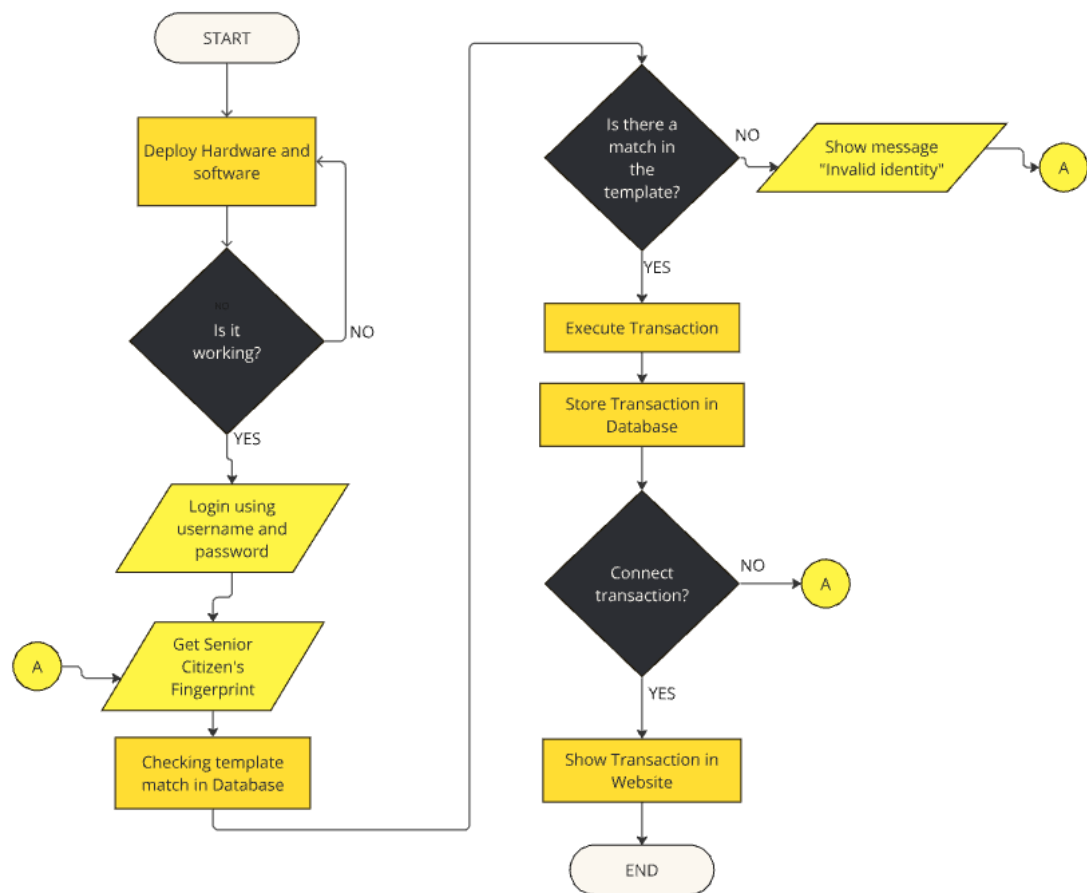 START
Deploy Hardware and
software
NO
Is it
working?
NO
YES
Login using
username and
password
A
Get Senior
Citizen's
Fingerprint
Checking template
match in Database
Is there a
match in
the
template?
NO
Show message
"Invalid identity"
A
YES
Execute Transaction
Store Transaction in
Database
Connect
transaction?
NO
A
YES
Show Transaction in
Website
END